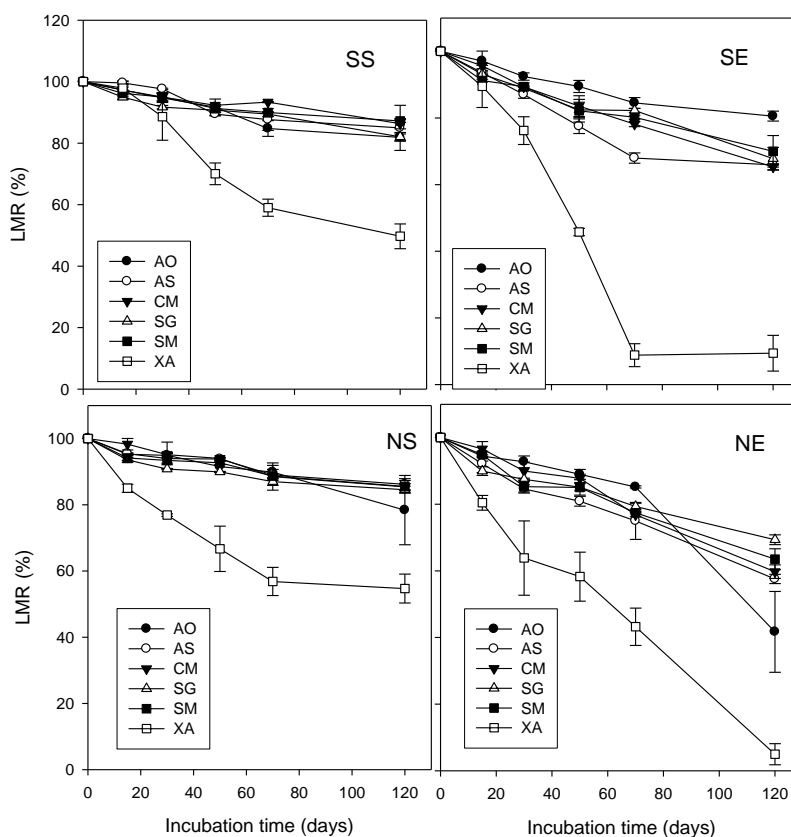 120
100
80
60
40
20
0
LMR (%)
SS
AO
AS
CM
SG
SM
XA
SE
AO
AS
CM
SG
SM
XA
100
80
60
40
20
0
LMR (%)
NS
AO
AS
CM
SG
SM
XA
0 20 40 60 80 100 120
Incubation time (days)
NE
AO
AS
CM
SG
SM
XA
0 20 40 60 80 100 120
Incubation time (days)